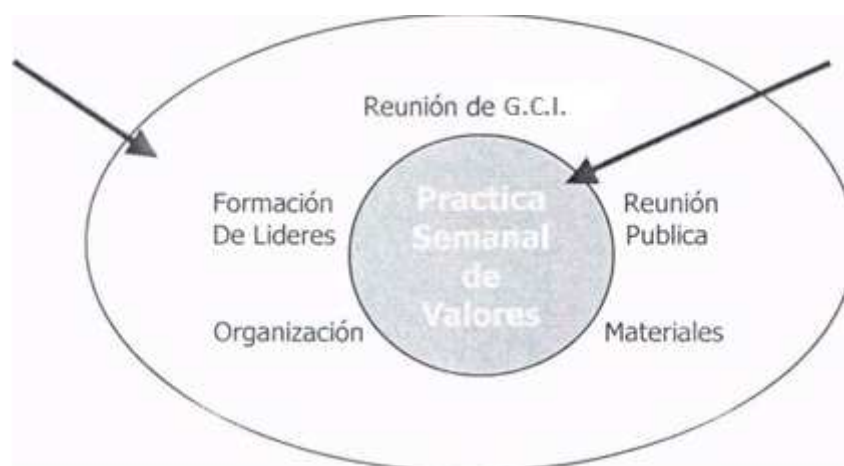 Reunión de G.C.I.
Formación
De Lideres
Practica
Semanal
de
Valores
Reunión
Publica
Organización
Materiales